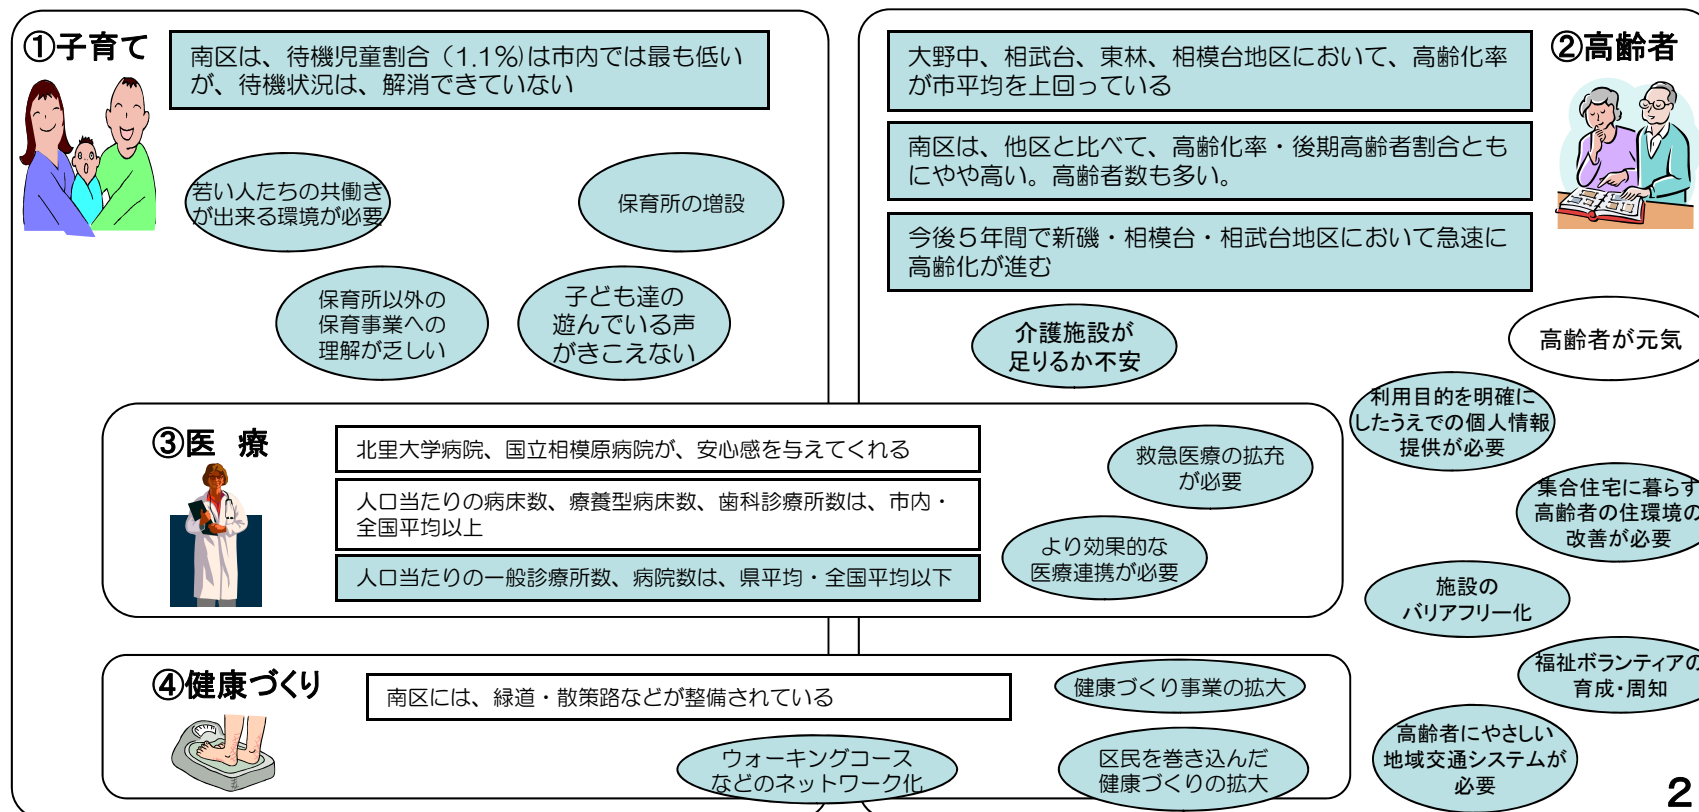 ①子育て
南区は、待機児童割合（1.1%)は市内では最も低い
が、待機状況は、解消できていない
若い人たちの共働き
が出来る環境が必要
保育所の増設
保育所以外の
保育事業への
理解が乏しい
子ども達の
遊んでいる声
がきこえない
②高齢者
大野中、相武台、東林、相模台地区において、高齢化率
が市平均を上回っている
南区は、他区と比べて、高齢化率・後期高齢者割合とも
にやや高い。高齢者数も多い。
今後５年間で新磯・相模台・相武台地区において急速に
高齢化が進む
介護施設が
足りるか不安
高齢者が元気
利用目的を明確に
したうえでの個人情報
提供が必要
集合住宅に暮らす
高齢者の住環境の
改善が必要
施設の
バリアフリー化
福祉ボランティアの
育成・周知
高齢者にやさしい
地域交通システムが
必要
③医　療
北里大学病院、国立相模原病院が、安心感を与えてくれる
人口当たりの病床数、療養型病床数、歯科診療所数は、市内・
全国平均以上
人口当たりの一般診療所数、病院数は、県平均・全国平均以下
救急医療の拡充
が必要
より効果的な
医療連携が必要
④健康づくり
南区には、緑道・散策路などが整備されている
健康づくり事業の拡大
ウォーキングコース
などのネットワーク化
区民を巻き込んだ
健康づくりの拡大
2